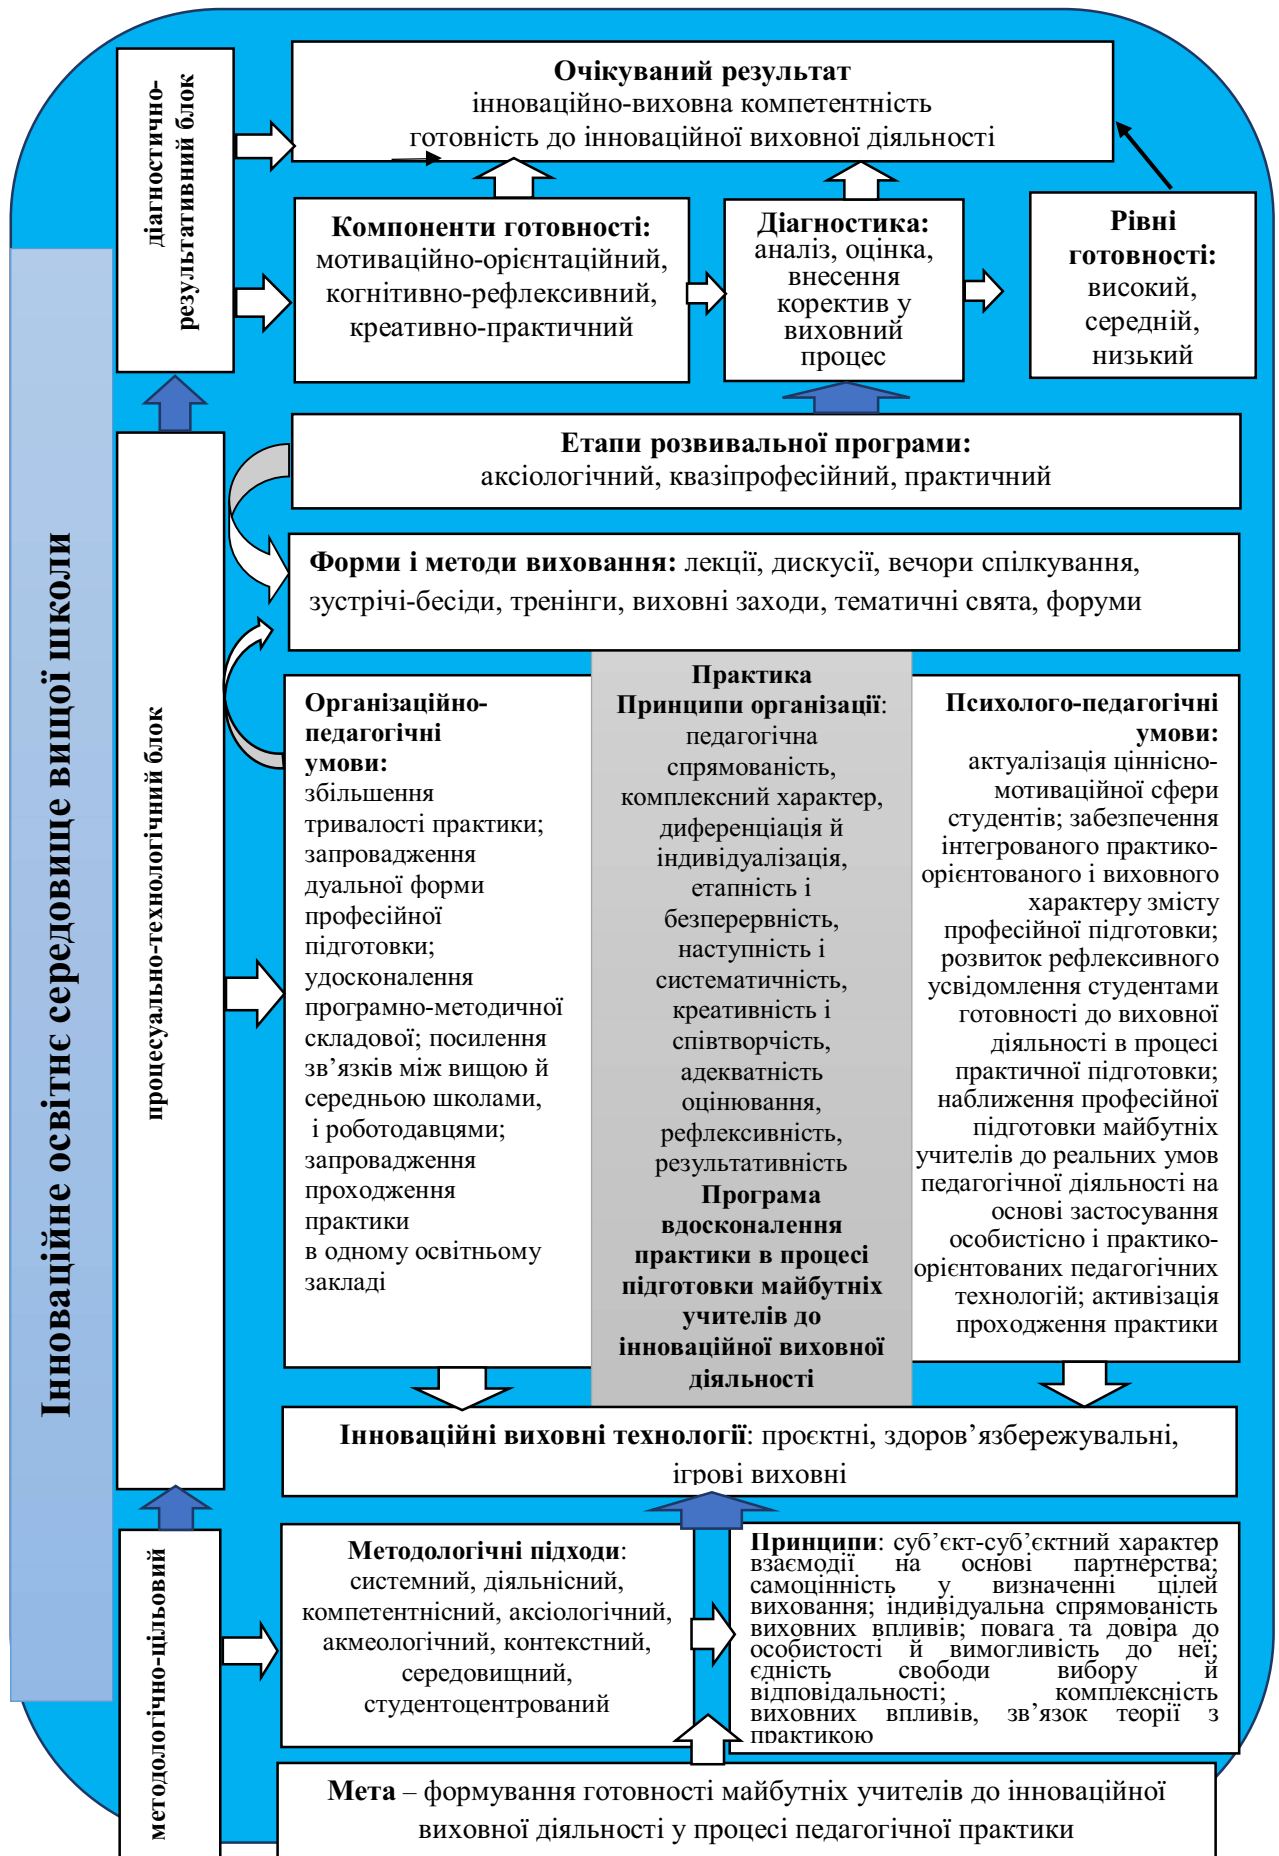 Інноваційне освітнє середовище вищої школи
діагностично-
результативний блок
Очікуваний результат
інноваційно-виховна компетентність
готовність до інноваційної виховної діяльності
Компоненти готовності:
мотиваційно-орієнтаційний,
когнітивно-рефлексивний,
креативно-практичний
Діагностика:
аналіз, оцінка,
внесення
коректив у
виховний
процес
Рівні
готовності:
високий,
середній,
низький
процесуально-технологічний блок
Етапи розвивальної програми:
аксіологічний, квазіпрофесійний, практичний
Форми і методи виховання: лекції, дискусії, вечори спілкування,
зустрічі-бесіди, тренінги, виховні заходи, тематичні свята, форуми
Організаційно-
педагогічні
умови:
збільшення
тривалості практики;
запровадження
дуальної форми
професійної
підготовки;
удосконалення
програмно-методичної
складової; посилення
зв’язків між вищою й
середньою школами,
і роботодавцями;
запровадження
проходження
практики
в одному освітньому
закладі
Практика
Принципи організації:
педагогічна
спрямованість,
комплексний характер,
диференціація й
індивідуалізація,
етапність і
безперервність,
наступність і
систематичність,
креативність і
співтворчість,
адекватність
оцінювання,
рефлексивність,
результативність
Програма
вдосконалення
практики в процесі
підготовки майбутніх
учителів до
інноваційної виховної
діяльності
Психолого-педагогічні
умови:
актуалізація ціннісно-
мотиваційної сфери
студентів; забезпечення
інтегрованого практико-
орієнтованого і виховного
характеру змісту
професійної підготовки;
розвиток рефлексивного
усвідомлення студентами
готовності до виховної
діяльності в процесі
практичної підготовки;
наближення професійної
підготовки майбутніх
учителів до реальних умов
педагогічної діяльності на
основі застосування
особистісно і практико-
орієнтованих педагогічних
технологій; активізація
проходження практики
Інноваційні виховні технології: проєктні, здоров’язбережувальні,
ігрові виховні
методологічно-цільовий
Методологічні підходи:
системний, діяльнісний,
компетентнісний, аксіологічний,
акмеологічний, контекстний,
середовищний,
студентоцентрований
Принципи: суб’єкт-суб’єктний характер
взаємодії на основі партнерства;
самоцінність у визначенні цілей
виховання; індивідуальна спрямованість
виховних впливів; повага та довіра до
особистості й вимогливість до неї;
єдність свободи вибору й
відповідальності; комплексність
виховних впливів, зв’язок теорії з
практикою
Мета – формування готовності майбутніх учителів до інноваційної
виховної діяльності у процесі педагогічної практики